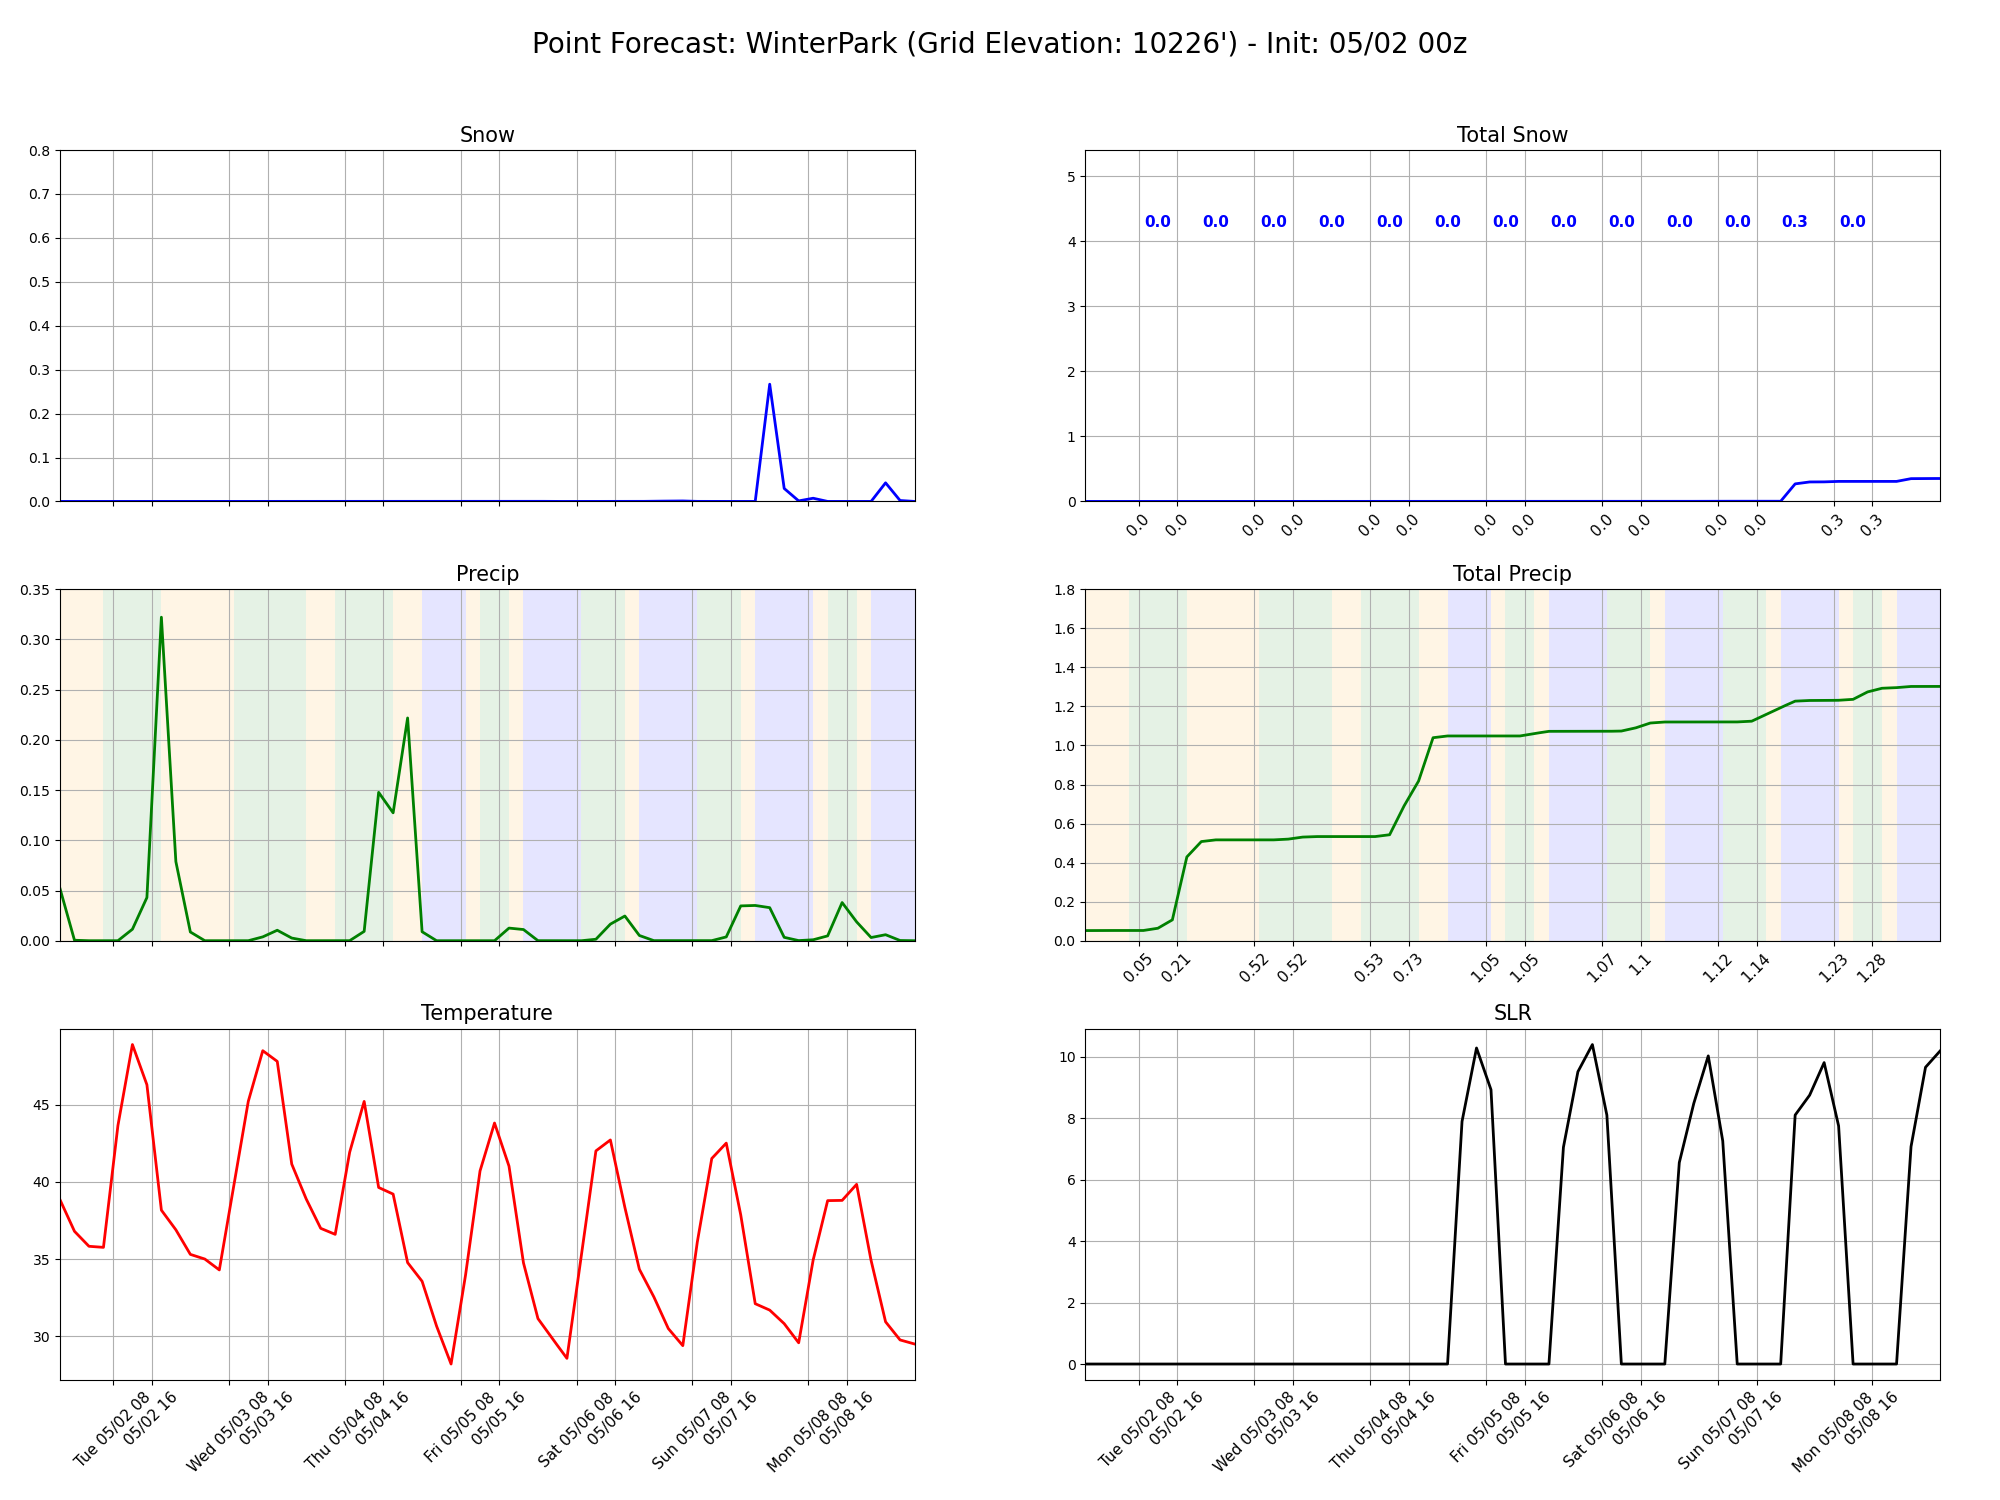 Point Forecast: WinterPark (Grid Elevation: 10226') - Init: 05/02 00z
Snow
0.8
0.7
0.6
0.5
0.4
0.3
0.2
0.1
0.0
Total Snow
5
4
3
2
1
0
0.0 0.0 0.0 0.0 0.0 0.0 0.0 0.0 0.0 0.0 0.0 0.3 0.0
0.0 0.0 0.0 0.0 0.0 0.0 0.0 0.0 0.0 0.0 0.0 0.0 0.3 0.3
Precip
0.35
0.30
0.25
0.20
0.15
0.10
0.05
0.00
Total Precip
1.8
1.6
1.4
1.2
1.0
0.8
0.6
0.4
0.2
0.0
0.05 0.21 0.52 0.52 0.53 0.73 1.05 1.05 1.07 1.1 1.12 1.14 1.23 1.28
Temperature
45
40
35
30
Tue 05/02 08
05/02 16
Wed 05/03 08
05/03 16
Thu 05/04 08
05/04 16
Fri 05/05 08
05/05 16
Sat 05/06 08
05/06 16
Sun 05/07 08
05/07 16
Mon 05/08 08
05/08 16
SLR
10
8
6
4
2
0
Tue 05/02 08
05/02 16
Wed 05/03 08
05/03 16
Thu 05/04 08
05/04 16
Fri 05/05 08
05/05 16
Sat 05/06 08
05/06 16
Sun 05/07 08
05/07 16
Mon 05/08 08
05/08 16